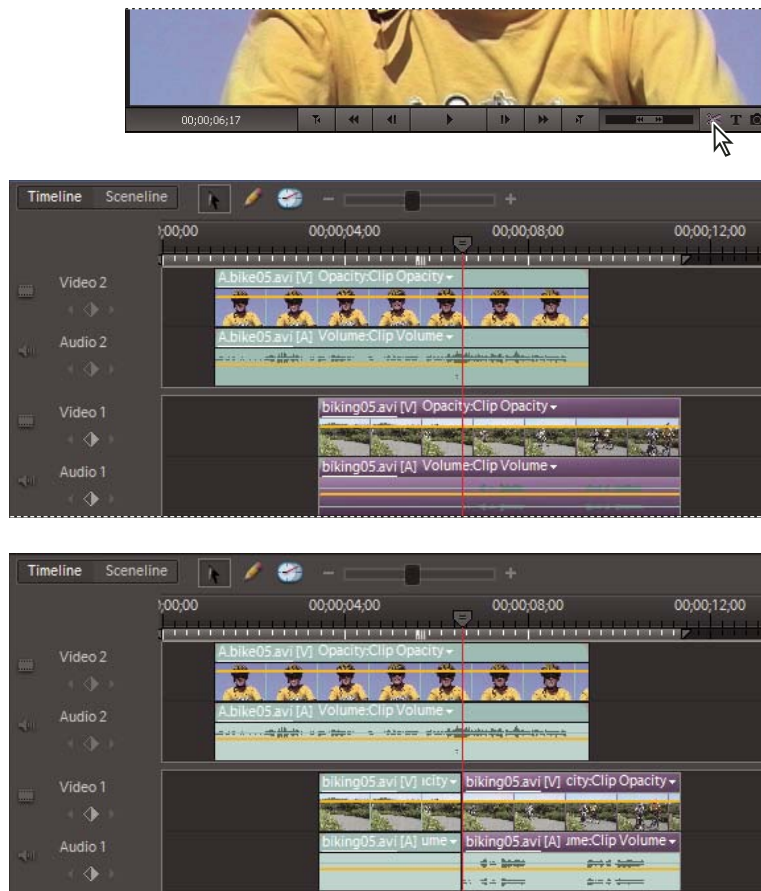 00;00;06;17
T
Timeline Sceneline
;00;00 00;00;04;00 00;00;08;00 00;00;12;00
Video 2
A.bike05.avi [V] Opacity:Clip Opacity
Audio 2
A.bike05.avi [A] Volume:Clip Volume
Video 1
biking05.avi [V] Opacity:Clip Opacity
Audio 1
biking05.avi [A] Volume:Clip Volume
Timeline Sceneline
;00;00 00;00;04;00 00;00;08;00 00;00;12;00
Video 2
A.bike05.avi [V] Opacity:Clip Opacity
Audio 2
A.bike05.avi [A] Volume:Clip Volume
Video 1
biking05.avi [V] icity biking05.avi [V] city:Clip Opacity
Audio 1
biking05.avi [A] ume biking05.avi [A] ume:Clip Volume